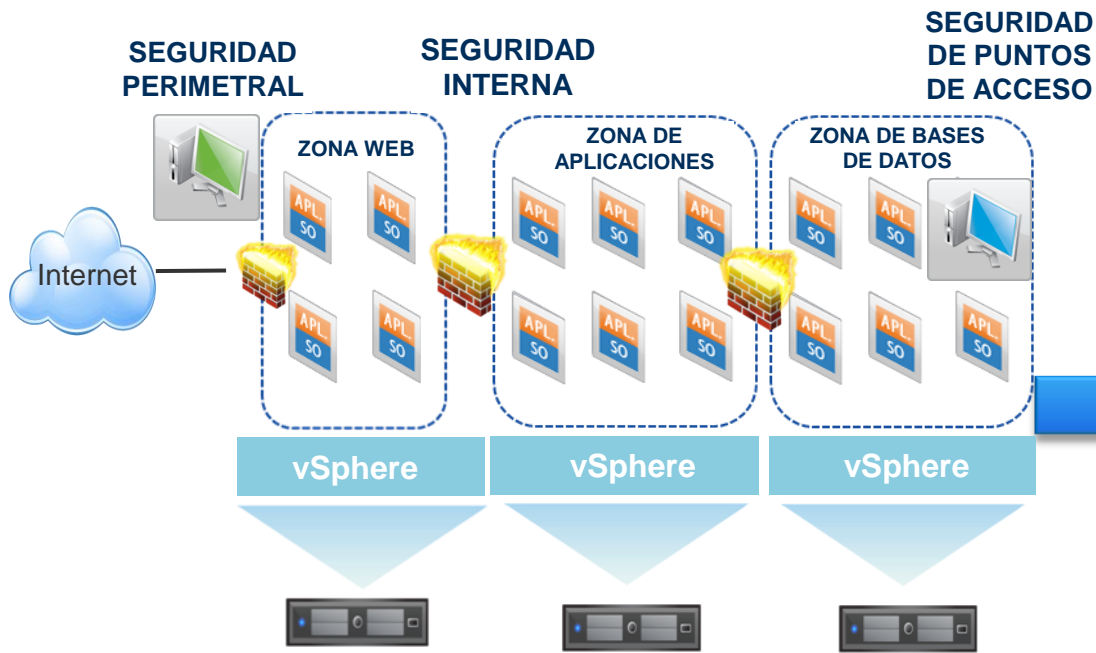 SEGURIDAD
PERIMETRAL
SEGURIDAD
INTERNA
SEGURIDAD
DE PUNTOS
DE ACCESO
ZONA WEB
ZONA DE
APLICACIONES
ZONA DE BASES
DE DATOS
Internet
APL.
SO
APL.
SO
APL.
SO
APL.
SO
APL.
SO
APL.
SO
APL.
SO
APL.
SO
APL.
SO
APL.
SO
APL.
SO
APL.
SO
APL.
SO
APL.
SO
APL.
SO
vSphere
vSphere
vSphere